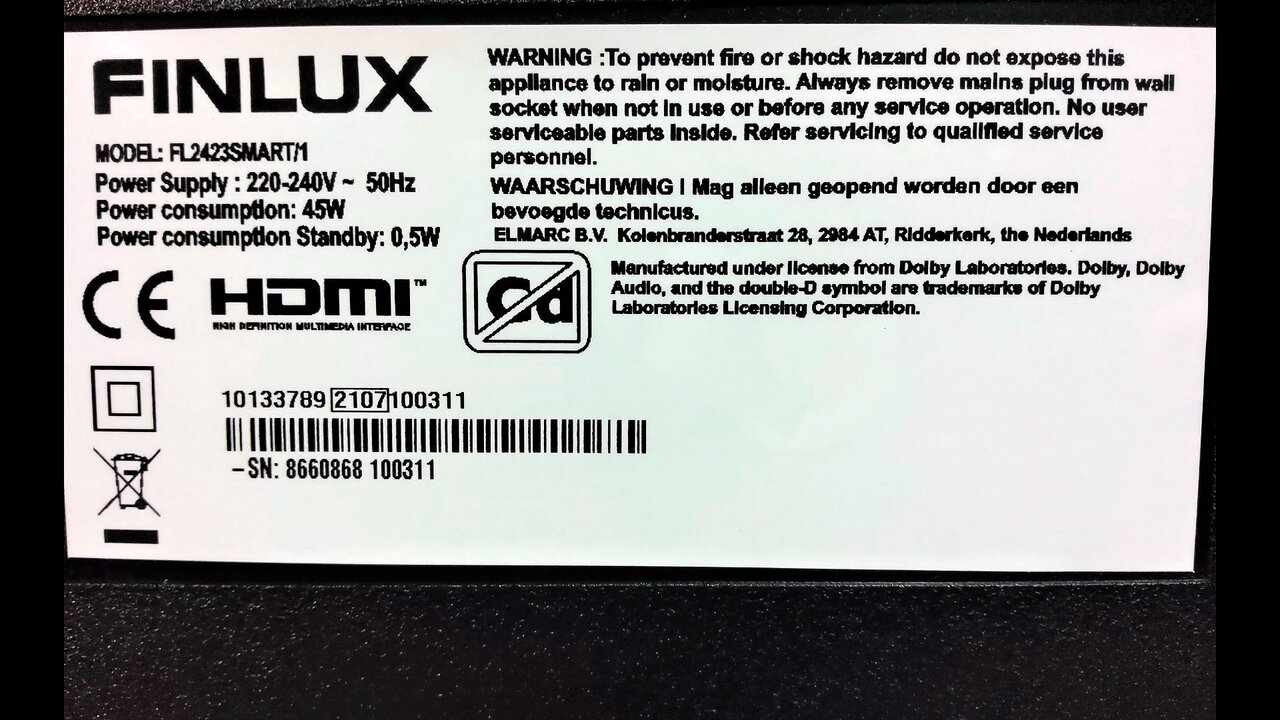 FINLUX
MODEL: FL2423SMART/1
Power Supply : 220-240V ~ 50Hz
Power consumption: 45W
Power consumption Standby: 0,5W
WARNING :To prevent fire or shock hazard do not expose this
appliance to rain or moisture. Always remove mains plug from wall
socket when not in use or before any service operation. No user
serviceable parts inside. Refer servicing to qualified service
personnel.
WAARSCHUWING ! Mag alleen geopend worden door een
bevoegde technicus.
ELMARC B.V. Kolenbranderstraat 28, 2984 AT, Ridderkerk, the Nederlands
CE
HDMI™
HIGH DEFINITION MULTIMEDIA INTERFACE
Cd
Manufactured under license from Dolby Laboratories. Dolby, Dolby
Audio, and the double-D symbol are trademarks of Dolby
Laboratories Licensing Corporation.
10133789 2107 100311
–SN: 8660868 100311